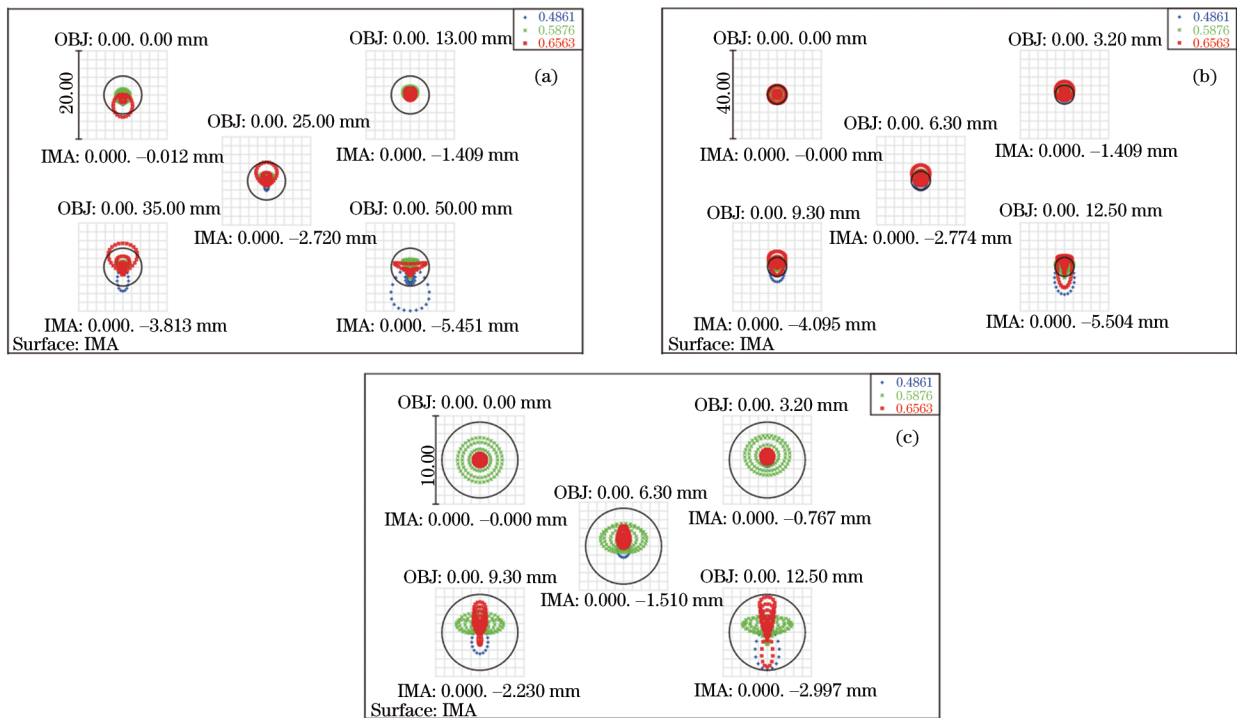 0.4861
0.5876
0.6563
(a)
OBJ: 0.00. 0.00 mm
OBJ: 0.00. 13.00 mm
20.00
OBJ: 0.00. 25.00 mm
IMA: 0.000. −0.012 mm
IMA: 0.000. −1.409 mm
OBJ: 0.00. 35.00 mm
OBJ: 0.00. 50.00 mm
IMA: 0.000. −2.720 mm
IMA: 0.000. −3.813 mm
IMA: 0.000. −5.451 mm
Surface: IMA
0.4861
0.5876
0.6563
(b)
OBJ: 0.00. 0.00 mm
OBJ: 0.00. 3.20 mm
40.00
OBJ: 0.00. 6.30 mm
IMA: 0.000. −0.000 mm
IMA: 0.000. −1.409 mm
OBJ: 0.00. 9.30 mm
OBJ: 0.00. 12.50 mm
IMA: 0.000. −2.774 mm
IMA: 0.000. −4.095 mm
IMA: 0.000. −5.504 mm
Surface: IMA
0.4861
0.5876
0.6563
(c)
OBJ: 0.00. 0.00 mm
OBJ: 0.00. 3.20 mm
10.00
OBJ: 0.00. 6.30 mm
IMA: 0.000. −0.000 mm
IMA: 0.000. −0.767 mm
OBJ: 0.00. 9.30 mm
OBJ: 0.00. 12.50 mm
IMA: 0.000. −1.510 mm
IMA: 0.000. −2.230 mm
IMA: 0.000. −2.997 mm
Surface: IMA